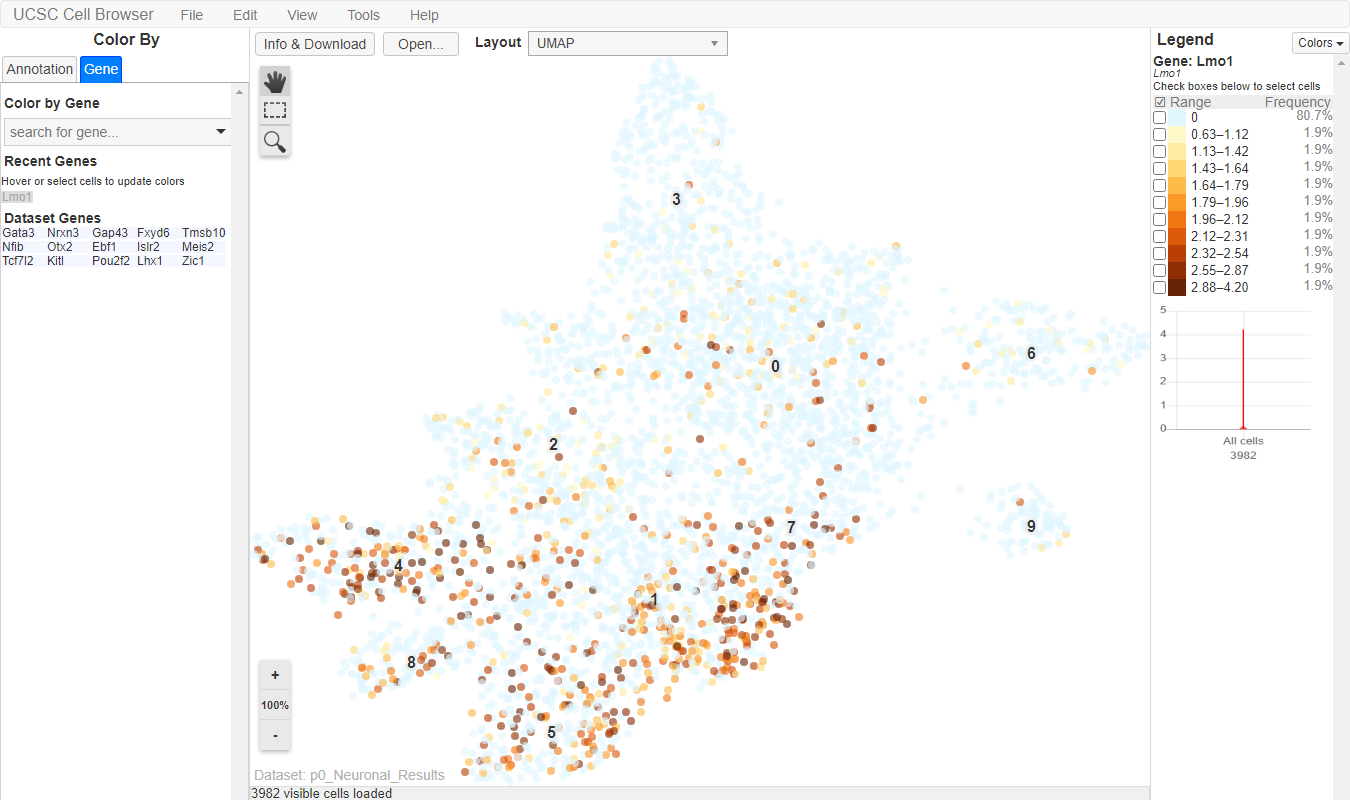 UCSC Cell Browser File Edit View Tools Help
Color By
Annotation Gene
Color by Gene
search for gene...
Recent Genes
Hover or select cells to update colors
Lmo1
Dataset Genes
Gata3 Nrxn3 Gap43 Fxyd6 Tmsb10
Nfib Otx2 Ebf1 Islr2 Meis2
Tcf7l2 Kitl Pou2f2 Lhx1 Zic1
Info & Download Open... Layout UMAP
3
0
6
2
7
9
4
1
8
5
+
100%
-
Dataset: p0_Neuronal_Results
3982 visible cells loaded
Legend Colors
Gene: Lmo1
Lmo1
Check boxes below to select cells
Range Frequency
0 80.7%
0.63–1.12 1.9%
1.13–1.42 1.9%
1.43–1.64 1.9%
1.64–1.79 1.9%
1.79–1.96 1.9%
1.96–2.12 1.9%
2.12–2.31 1.9%
2.32–2.54 1.9%
2.55–2.87 1.9%
2.88–4.20 1.9%
5
4
3
2
1
0
All cells
3982